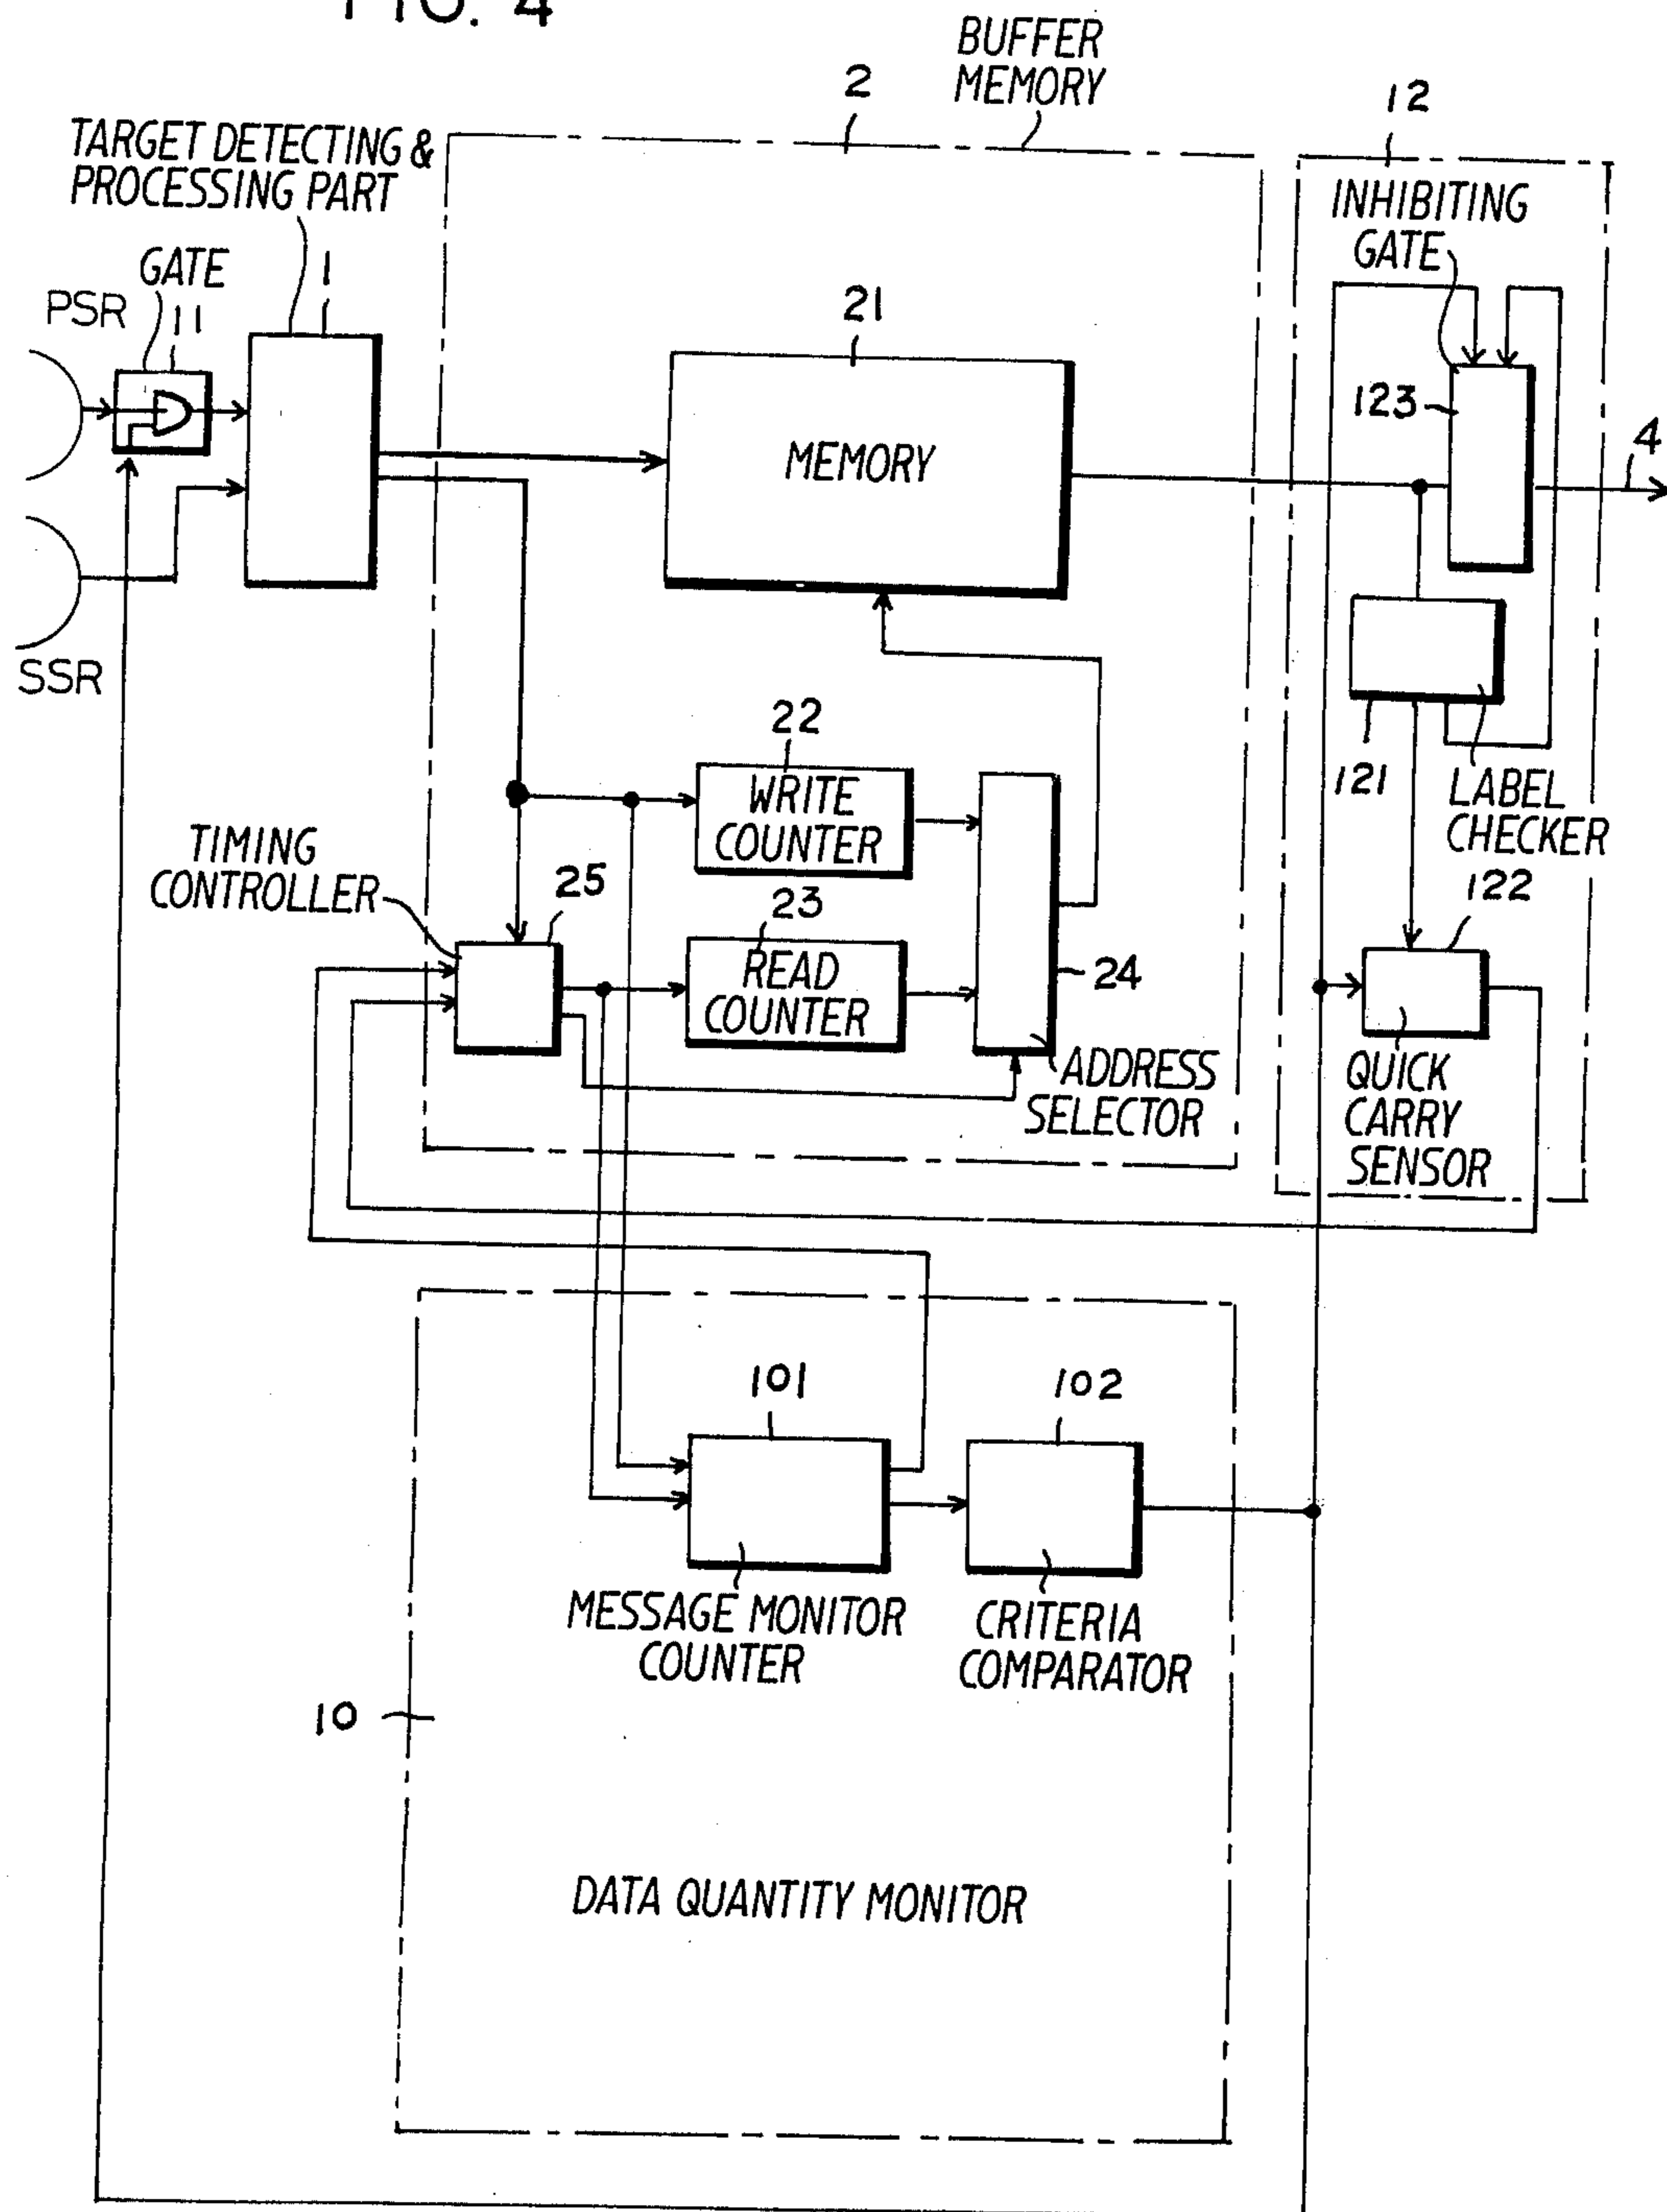 FIG. 4
BUFFER
MEMORY
2
12
TARGET DETECTING &
PROCESSING PART
INHIBITING
GATE
GATE
1
PSR
11
21
123
4
MEMORY
SSR
22
WRITE
COUNTER
121
LABEL
CHECKER
TIMING
CONTROLLER
25
23
READ
COUNTER
24
122
ADDRESS
SELECTOR
QUICK
CARRY
SENSOR
101
102
MESSAGE MONITOR
COUNTER
CRITERIA
COMPARATOR
10
DATA QUANTITY MONITOR